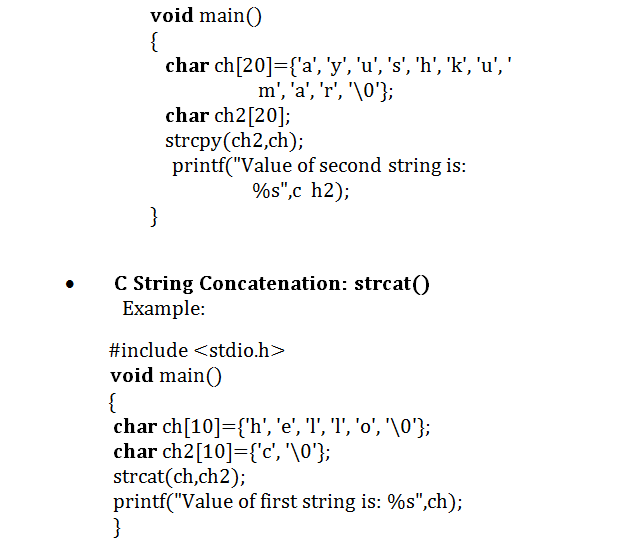 void main()
{
char ch[20]={'a', 'y', 'u', 's', 'h', 'k', 'u', '
m', 'a', 'r', '\0'};
char ch2[20];
strcpy(ch2,ch);
printf("Value of second string is:
%s",c h2);
}
• C String Concatenation: strcat()
Example:
#include <stdio.h>
void main()
{
char ch[10]={'h', 'e', 'l', 'l', 'o', '\0'};
char ch2[10]={'c', '\0'};
strcat(ch,ch2);
printf("Value of first string is: %s",ch);
}